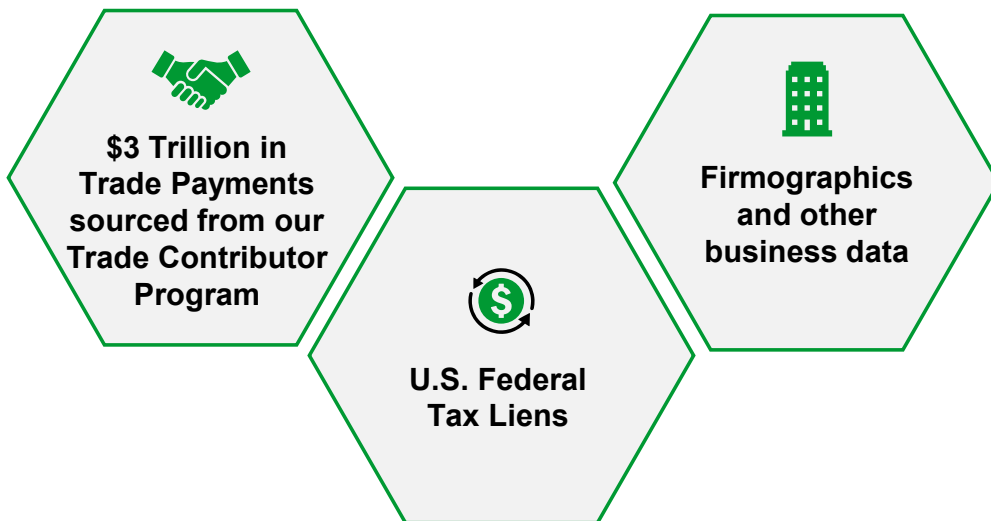 $3 Trillion in
Trade Payments
sourced from our
Trade Contributor
Program
$
U.S. Federal
Tax Liens
Firmographics
and other
business data